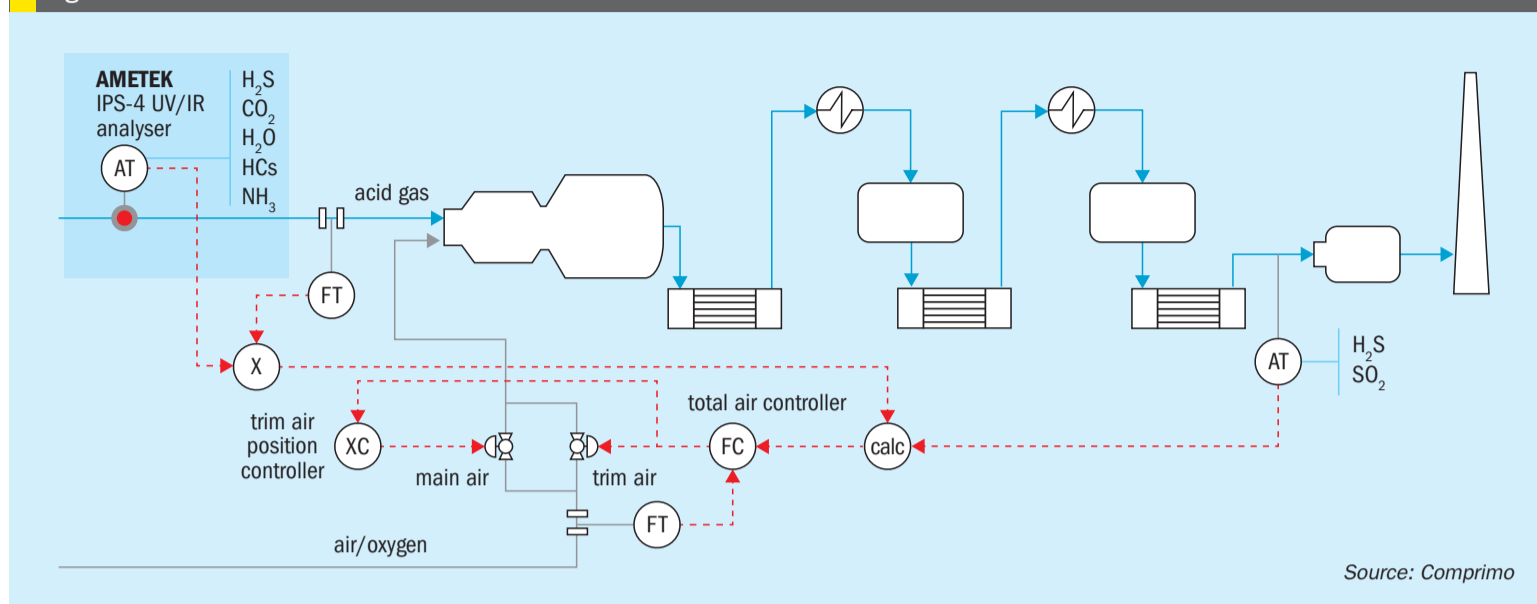 AMETEK
IPS-4 UV/IR
analyser
H₂S
CO₂
H₂O
HCs
NH₃
AT
acid gas
FT
X
AT
H₂S
SO₂
total air controller
trim air
position
controller
XC
FC
calc
main air
trim air
FT
air/oxygen
Source: Comprimo